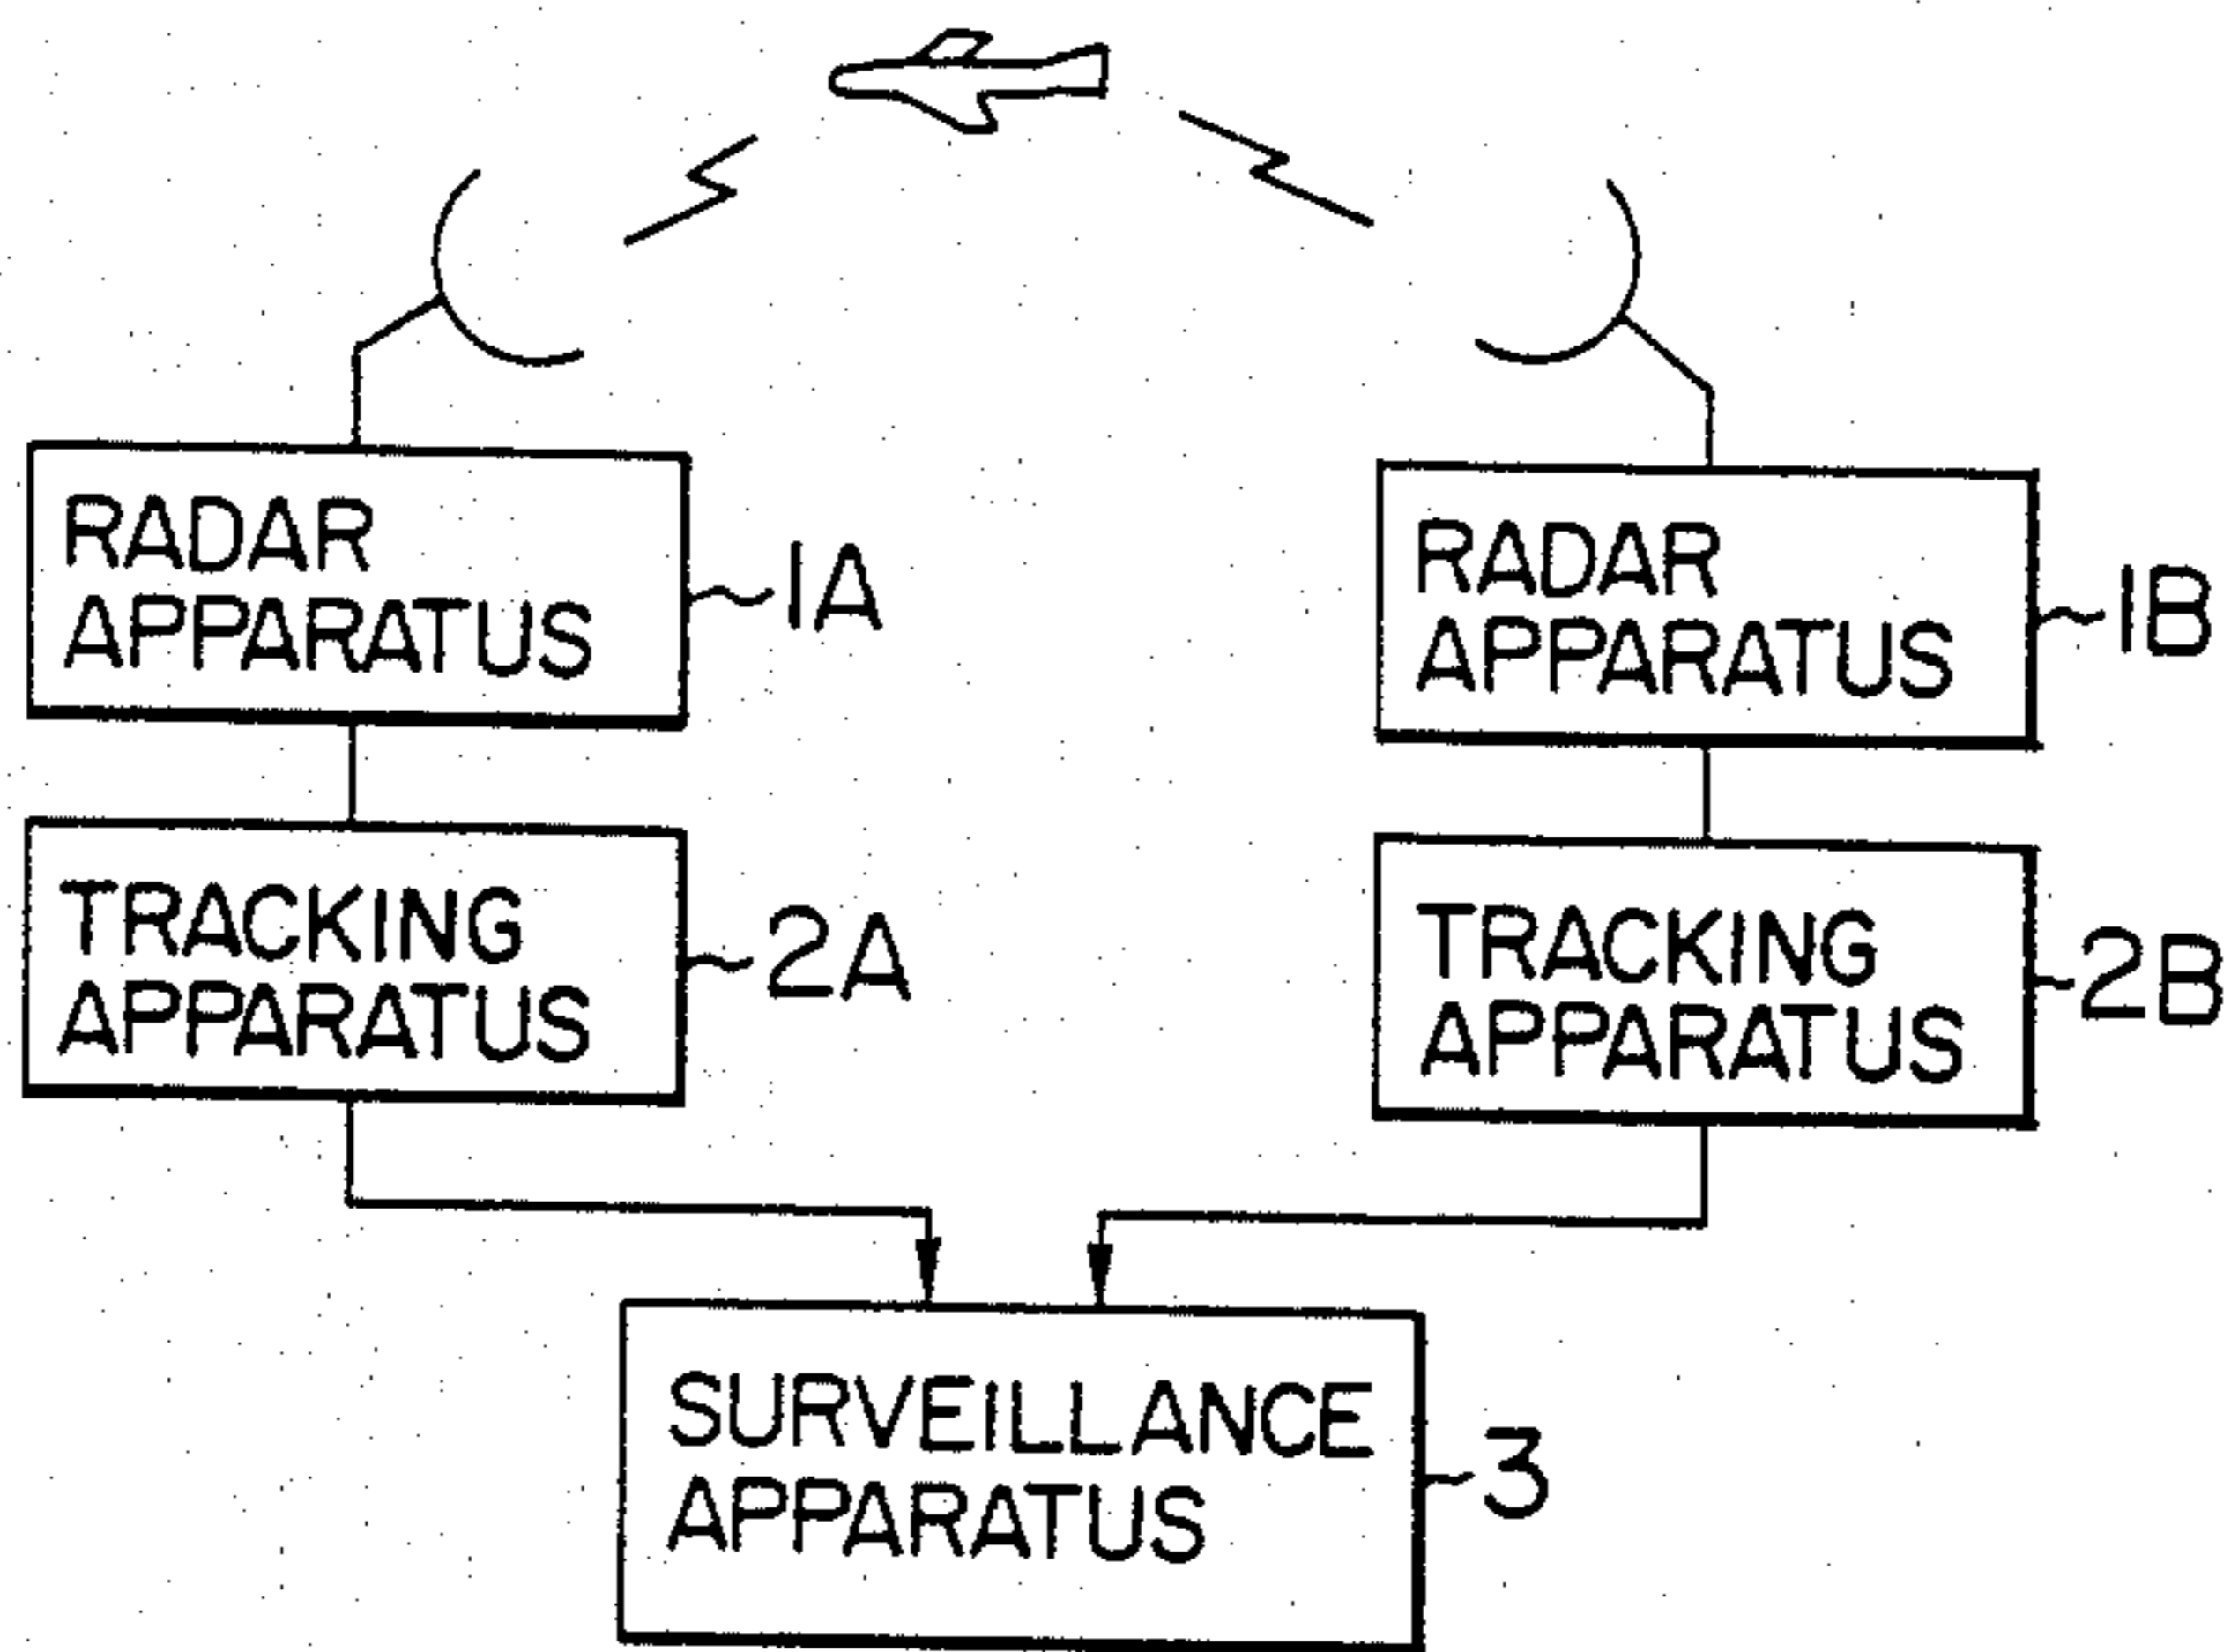 RADAR
APPARATUS
1A
RADAR
APPARATUS
1B
TRACKING
APPARATUS
2A
TRACKING
APPARATUS
2B
SURVEILLANCE
APPARATUS
3